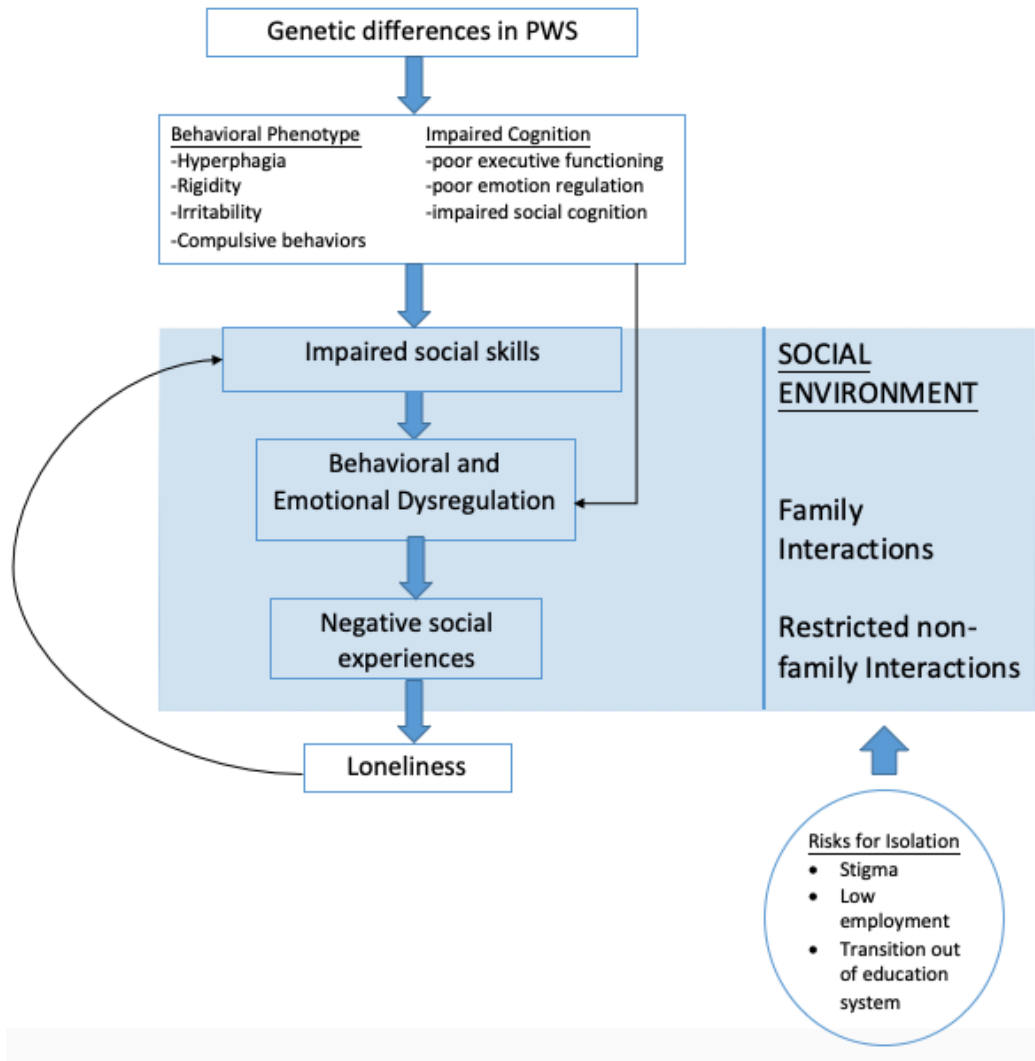 Genetic differences in PWS
Behavioral Phenotype
-Hyperphagia
-Rigidity
-Irritability
-Compulsive behaviors
Impaired Cognition
-poor executive functioning
-poor emotion regulation
-impaired social cognition
Impaired social skills
Behavioral and
Emotional Dysregulation
Negative social
experiences
Loneliness
SOCIAL
ENVIRONMENT
Family
Interactions
Restricted non-
family Interactions
Risks for Isolation
• Stigma
• Low
employment
• Transition out
of education
system